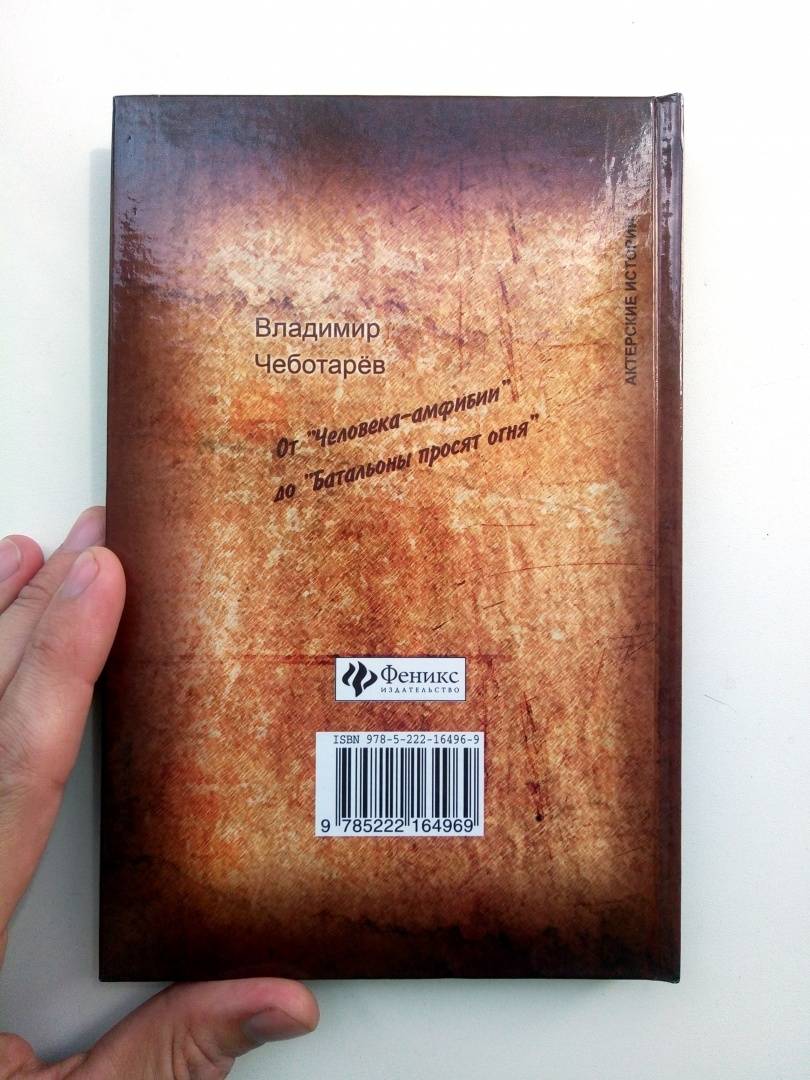 АКТЕРСКИЕ ИСТОРИИ
Владимир
Чеботарёв
От "Человека-амфибии"
до "Батальоны просят огня"
Феникс
ИЗДАТЕЛЬСТВО
ISBN 978-5-222-16496-9
9 785222 164969